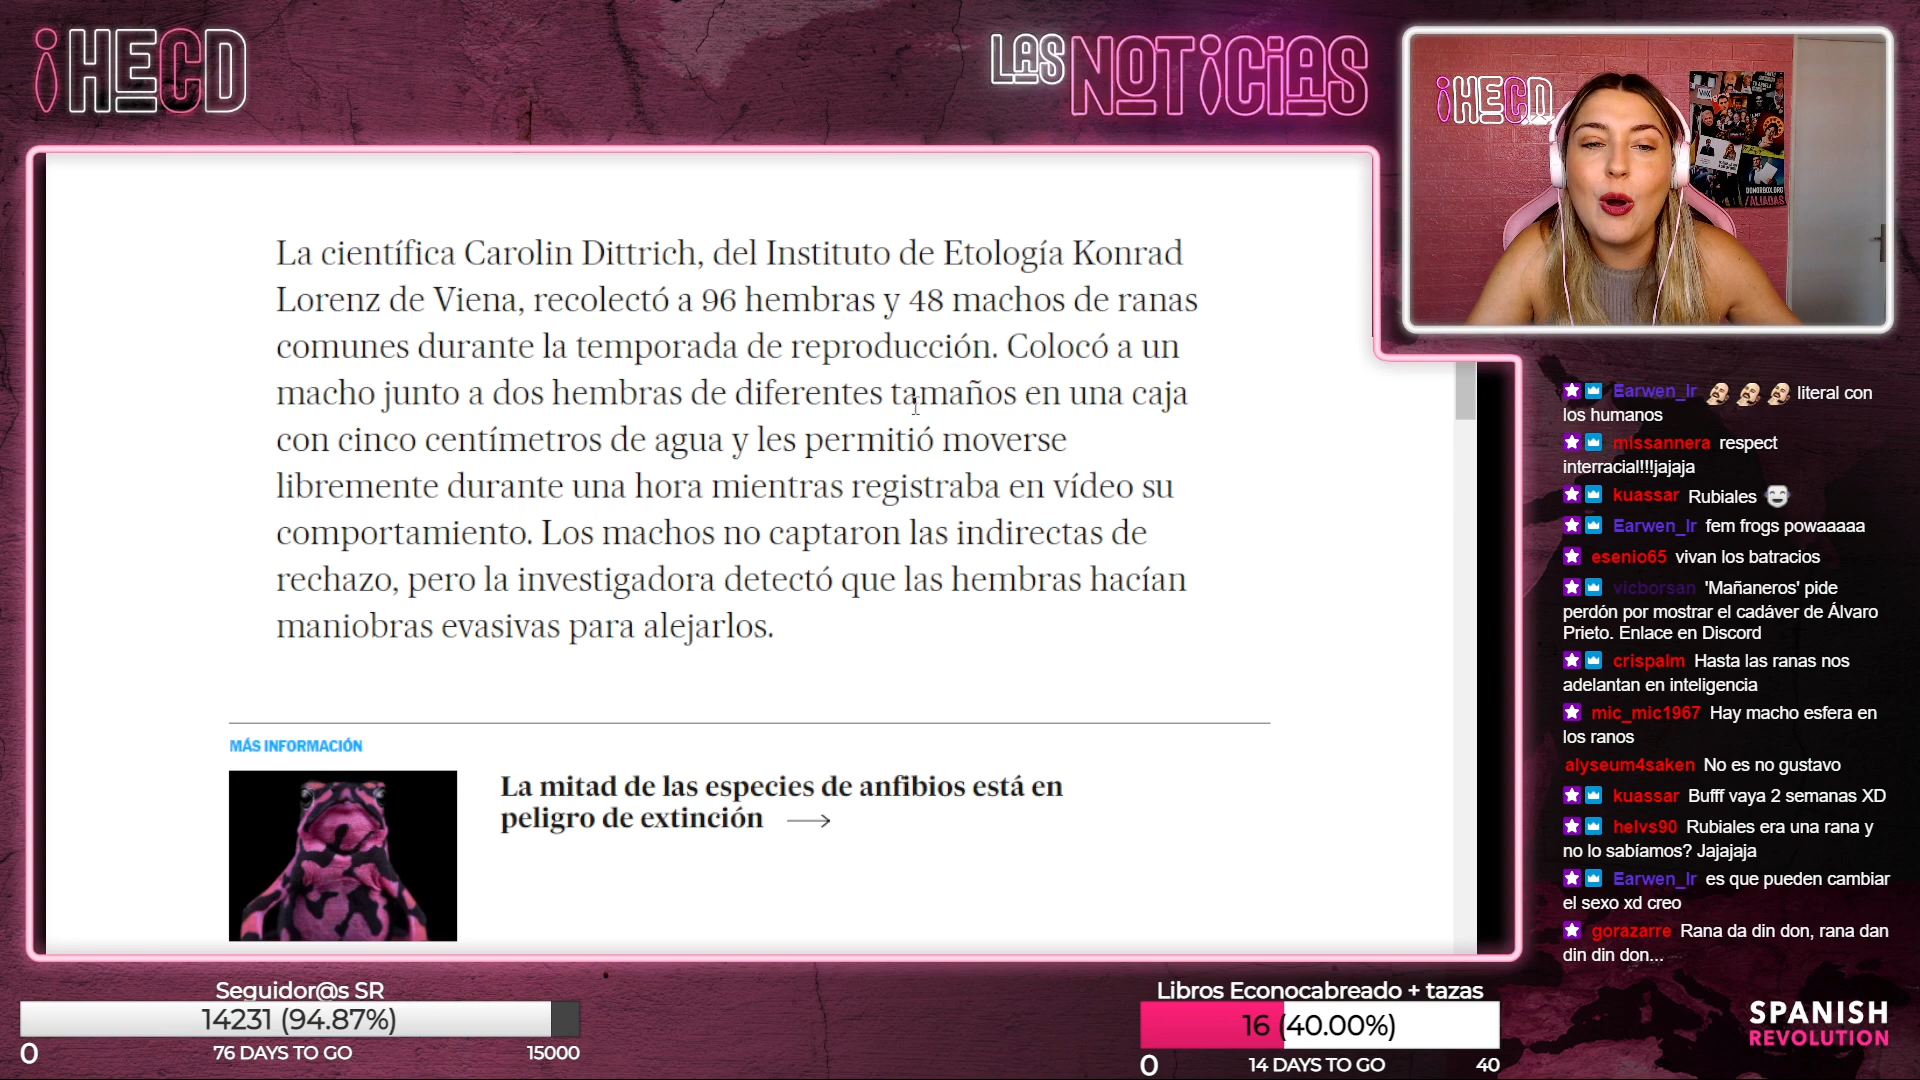 ¡HECD
LAS NOTICIAS
¡HECD
DONORBOX.ORG
/ALIADAS
La científica Carolin Dittrich, del Instituto de Etología Konrad
Lorenz de Viena, recolectó a 96 hembras y 48 machos de ranas
comunes durante la temporada de reproducción. Colocó a un
macho junto a dos hembras de diferentes tamaños en una caja
con cinco centímetros de agua y les permitió moverse
libremente durante una hora mientras registraba en vídeo su
comportamiento. Los machos no captaron las indirectas de
rechazo, pero la investigadora detectó que las hembras hacían
maniobras evasivas para alejarlos.
MÁS INFORMACIÓN
La mitad de las especies de anfibios está en
peligro de extinción →
Earwen_lr literal con
los humanos
missannera respect
interracial!!!jajaja
kuassar Rubiales
Earwen_lr fem frogs powaaaaa
esenio65 vivan los batracios
vicborsan 'Mañaneros' pide
perdón por mostrar el cadáver de Álvaro
Prieto. Enlace en Discord
crispalm Hasta las ranas nos
adelantan en inteligencia
mic_mic1967 Hay macho esfera en
los ranos
alyseum4saken No es no gustavo
kuassar Bufff vaya 2 semanas XD
helvs90 Rubiales era una rana y
no lo sabíamos? Jajajaja
Earwen_lr es que pueden cambiar
el sexo xd creo
gorazarre Rana da din don, rana dan
din din don...
Seguidor@s SR
14231 (94.87%)
0 76 DAYS TO GO 15000
Libros Econocabreado + tazas
16 (40.00%)
0 14 DAYS TO GO 40
SPANISH
REVOLUTION